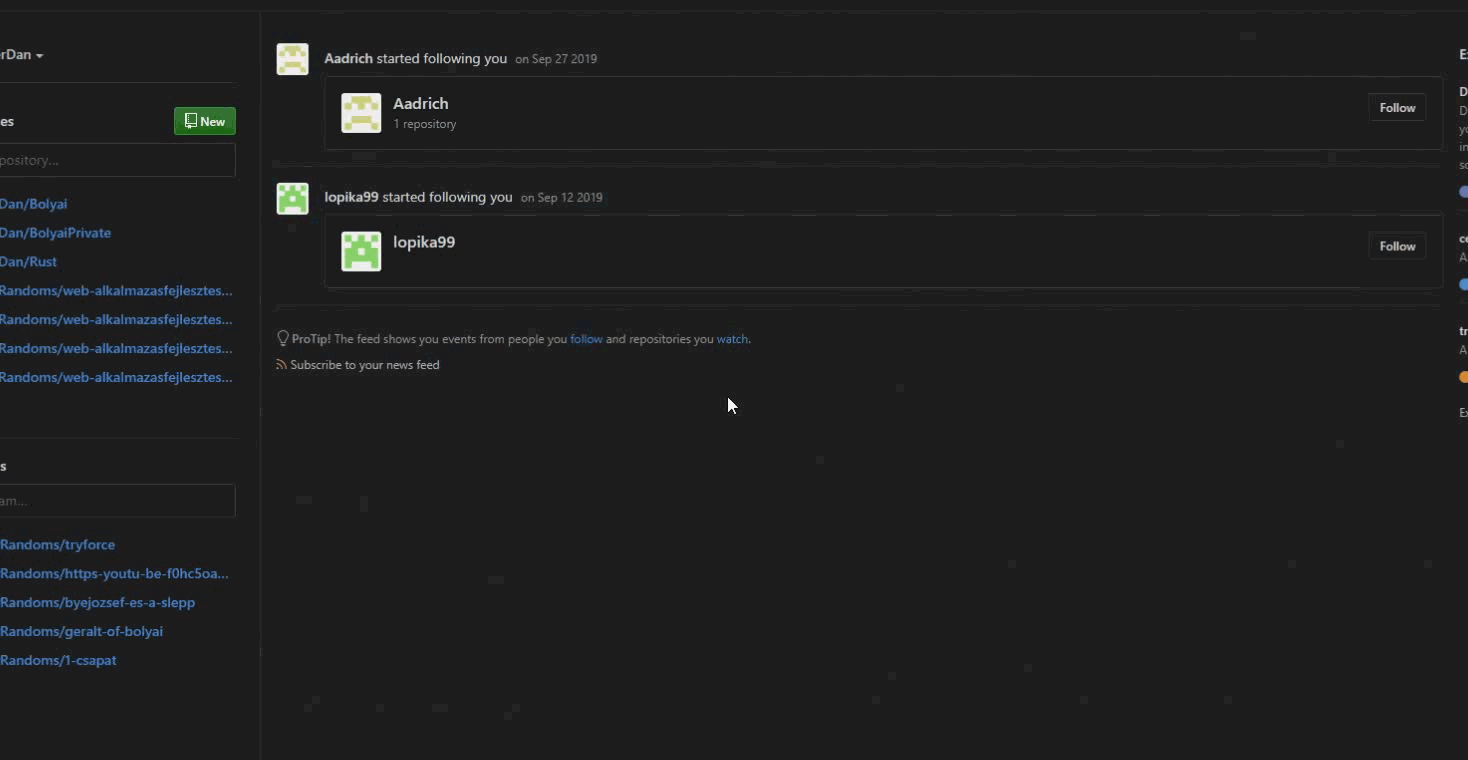 rDan
es
New
pository...
Dan/Bolyai
Dan/BolyaiPrivate
Dan/Rust
Randoms/web-alkalmazasfejlesztes...
Randoms/web-alkalmazasfejlesztes...
Randoms/web-alkalmazasfejlesztes...
Randoms/web-alkalmazasfejlesztes...
s
am...
Randoms/tryforce
Randoms/https-youtu-be-f0hc5oa...
Randoms/byejozsef-es-a-slepp
Randoms/geralt-of-bolyai
Randoms/1-csapat
Aadrich started following you on Sep 27 2019
Aadrich
Follow
1 repository
lopika99 started following you on Sep 12 2019
lopika99
Follow
ProTip! The feed shows you events from people you follow and repositories you watch.
Subscribe to your news feed